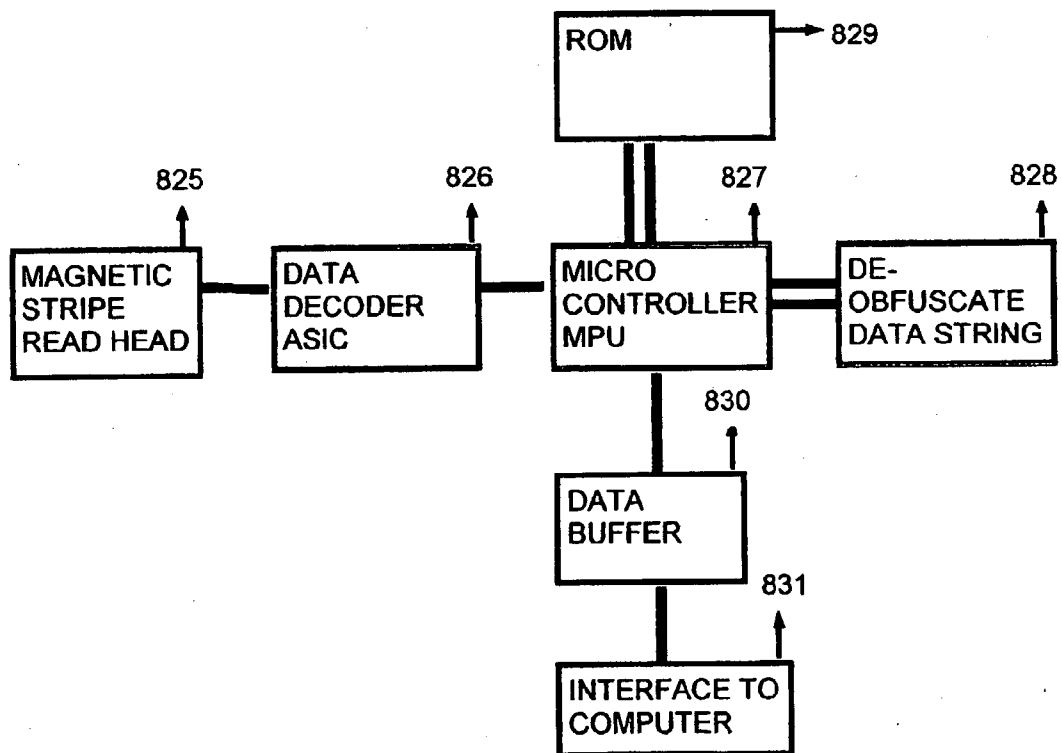 ROM
829
825
826
827
828
MAGNETIC
STRIPE
READ HEAD
DATA
DECODER
ASIC
MICRO
CONTROLLER
MPU
DE-
OBFUSCATE
DATA STRING
830
DATA
BUFFER
831
INTERFACE TO
COMPUTER